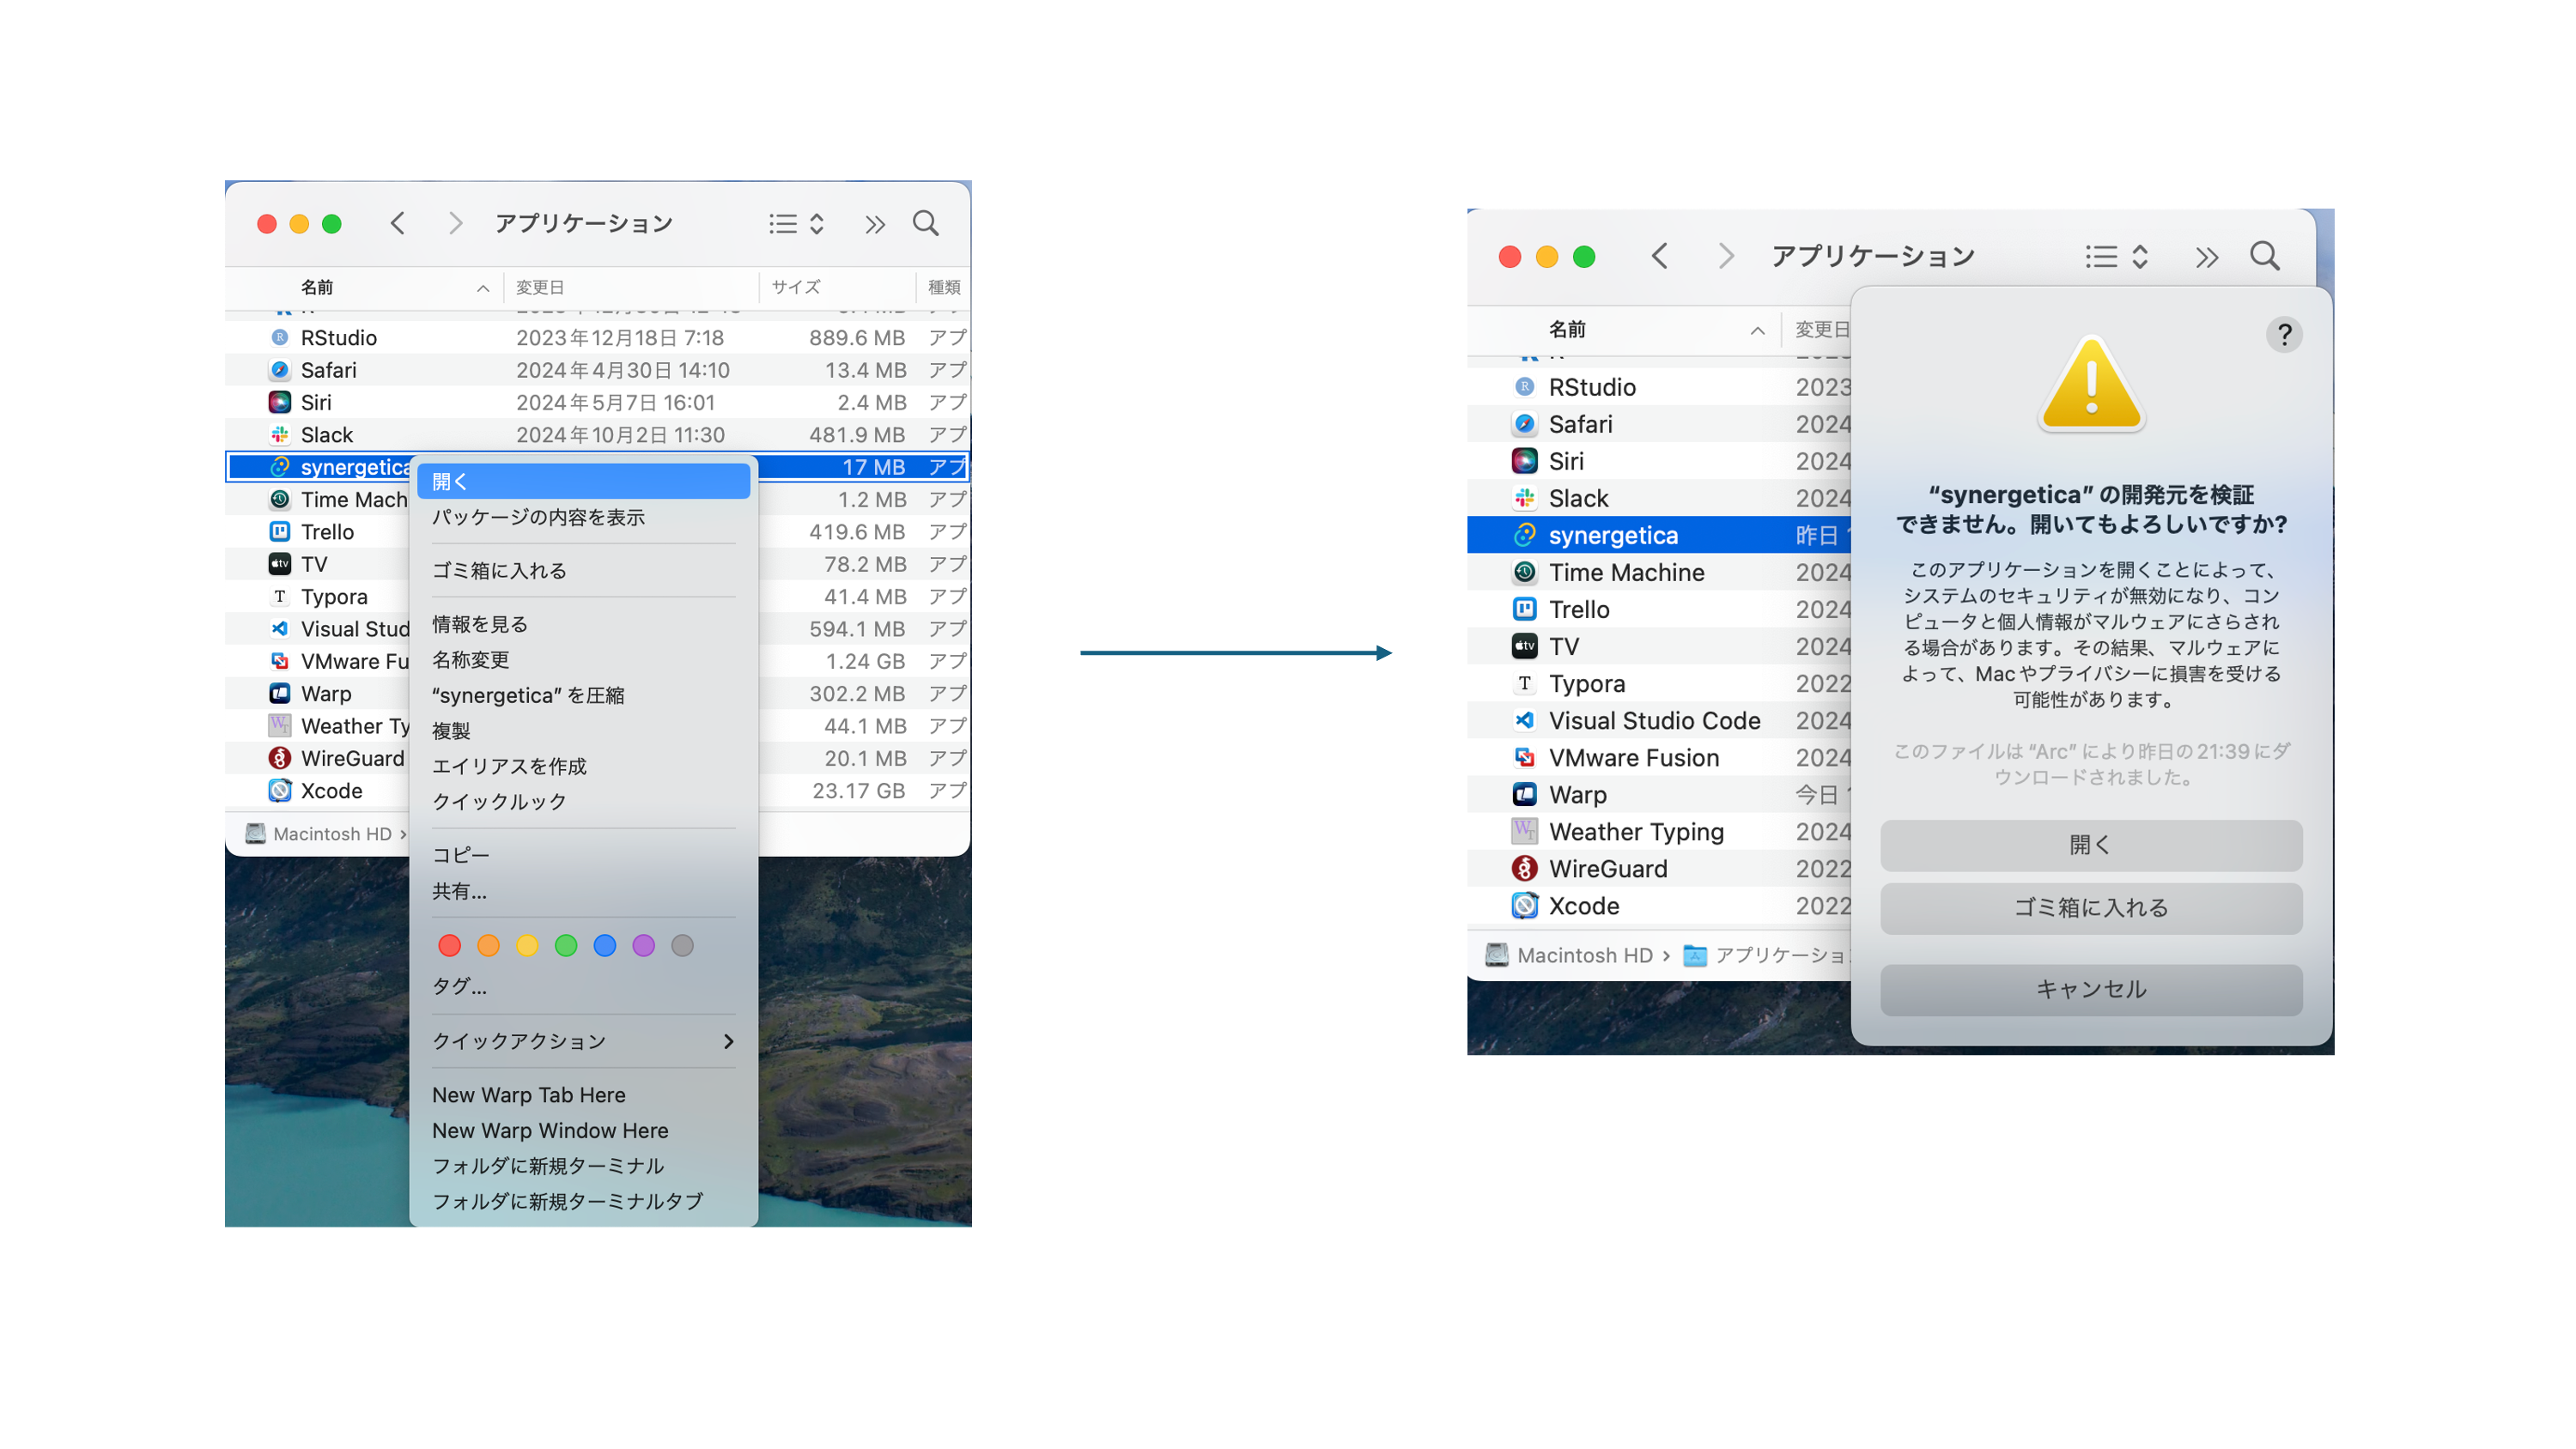 アプリケーション
名前 変更日 サイズ 種類
RStudio 2023年12月18日 7:18 889.6 MB アプ
Safari 2024年4月30日 14:10 13.4 MB アプ
Siri 2024年5月7日 16:01 2.4 MB アプ
Slack 2024年10月2日 11:30 481.9 MB アプ
synergetica 17 MB アプ
Time Mach 1.2 MB アプ
Trello 419.6 MB アプ
TV 78.2 MB アプ
Typora 41.4 MB アプ
Visual Stud 594.1 MB アプ
VMware Fu 1.24 GB アプ
Warp 302.2 MB アプ
Weather Ty 44.1 MB アプ
WireGuard 20.1 MB アプ
Xcode 23.17 GB アプ
Macintosh HD ›
開く
パッケージの内容を表示
ゴミ箱に入れる
情報を見る
名称変更
“synergetica” を圧縮
複製
エイリアスを作成
クイックルック
コピー
共有...
タグ...
クイックアクション
New Warp Tab Here
New Warp Window Here
フォルダに新規ターミナル
フォルダに新規ターミナルタブ
アプリケーション
名前 変更日
RStudio 2023
Safari 2024
Siri 2024
Slack 2024
synergetica 昨日
Time Machine 2024
Trello 2024
TV 2024
Typora 2022
Visual Studio Code 2024
VMware Fusion 2024
Warp 今日
Weather Typing 2024
WireGuard 2022
Xcode 2022
Macintosh HD › アプリケーショ
?
“synergetica” の開発元を検証
できません。開いてもよろしいですか?
このアプリケーションを開くことによって、
システムのセキュリティが無効になり、コン
ピュータと個人情報がマルウェアにさらされ
る場合があります。その結果、マルウェアに
よって、Macやプライバシーに損害を受ける
可能性があります。
このファイルは “Arc” により昨日の21:39にダ
ウンロードされました。
開く
ゴミ箱に入れる
キャンセル